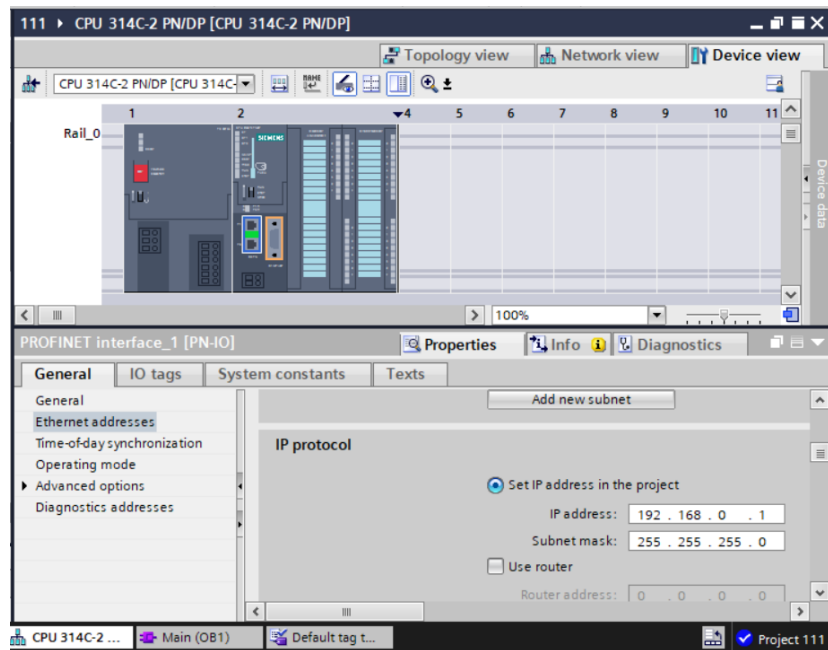 111 ▸ CPU 314C-2 PN/DP [CPU 314C-2 PN/DP]
Topology view Network view Device view
CPU 314C-2 PN/DP [CPU 314C-
1 2 4 5 6 7 8 9 10 11
Rail_0
SIEMENS
Device data
100%
PROFINET interface_1 [PN-IO]
Properties Info Diagnostics
General IO tags System constants Texts
General
Add new subnet
Ethernet addresses
Time-of-day synchronization
IP protocol
Operating mode
Advanced options
Set IP address in the project
Diagnostics addresses
IP address: 192 . 168 . 0 . 1
Subnet mask: 255 . 255 . 255 . 0
Use router
Router address: 0 . 0 . 0 . 0
CPU 314C-2 ... Main (OB1) Default tag t... Project 111